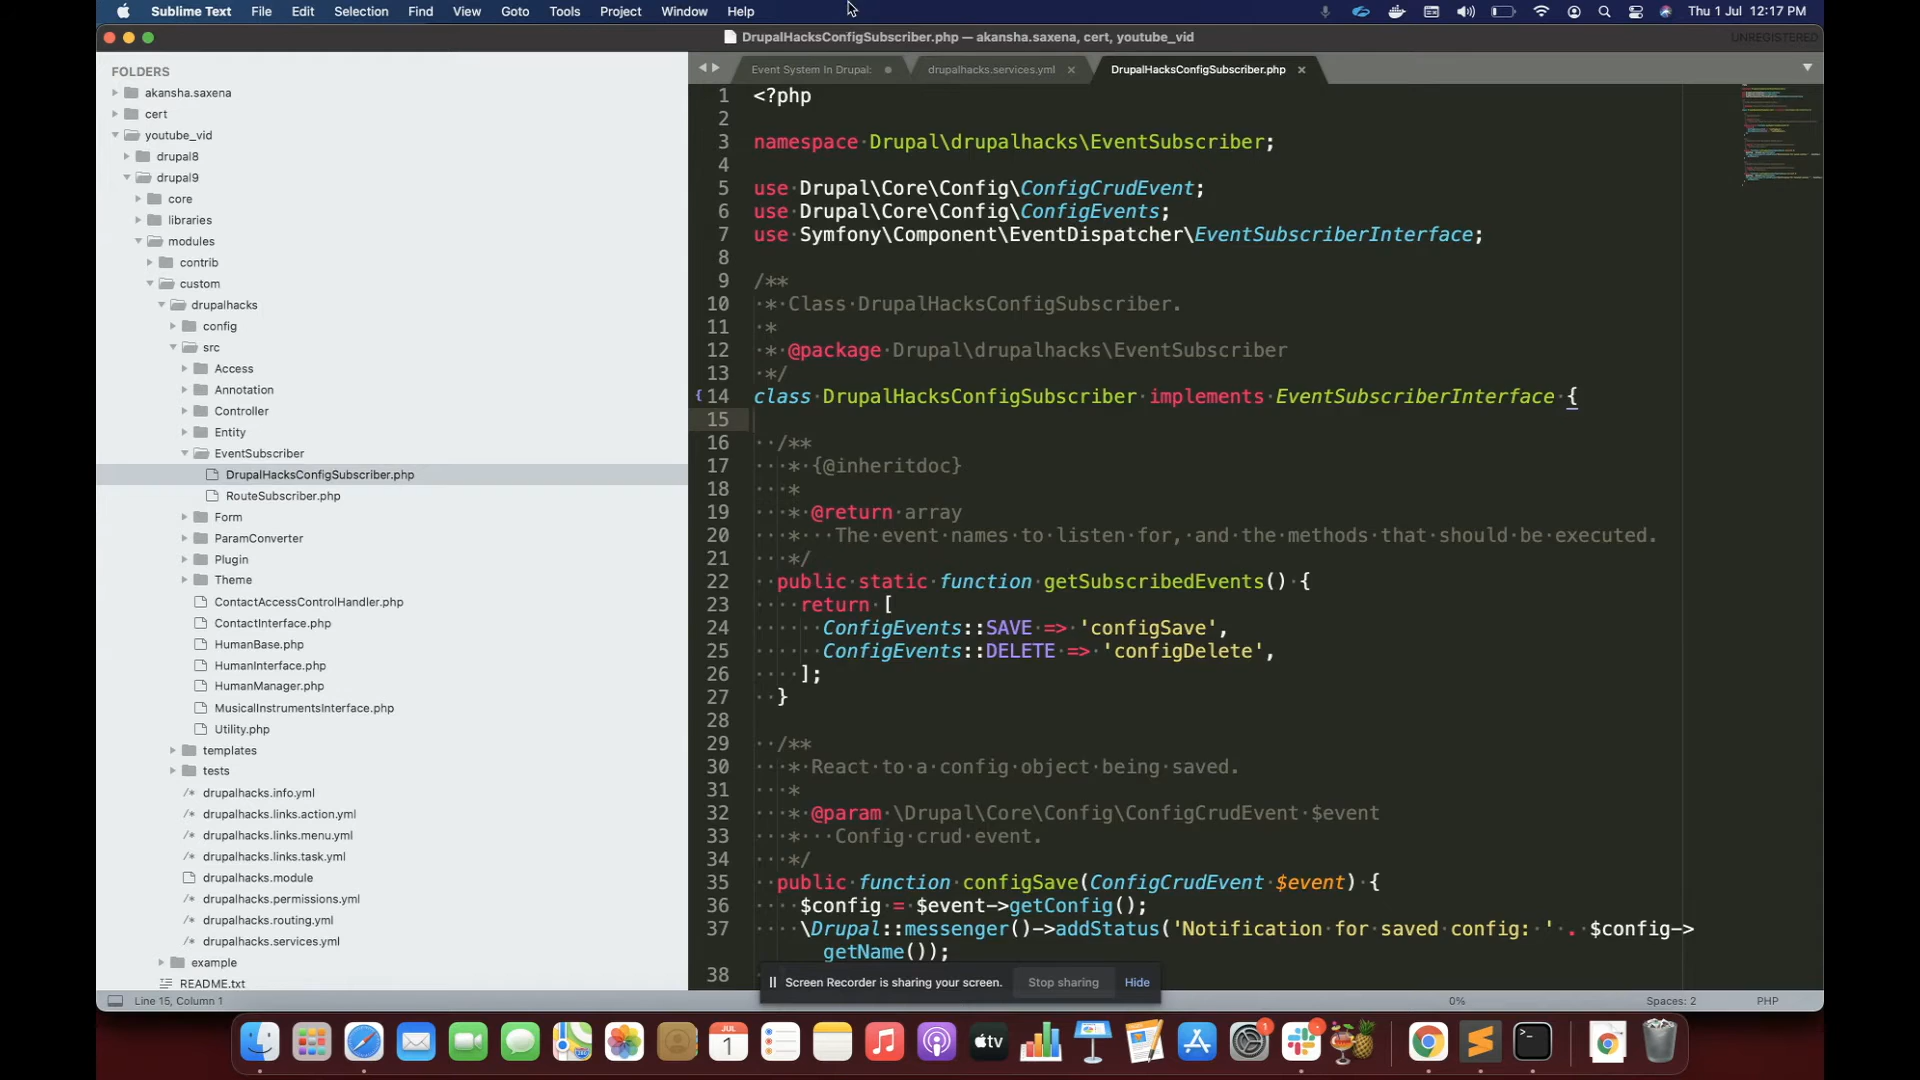 Sublime Text File Edit Selection Find View Goto Tools Project Window Help Thu 1 Jul 12:17 PM
DrupalHacksConfigSubscriber.php — akansha.saxena, cert, youtube_vid UNREGISTERED
FOLDERS
akansha.saxena
cert
youtube_vid
drupal8
drupal9
core
libraries
modules
contrib
custom
drupalhacks
config
src
Access
Annotation
Controller
Entity
EventSubscriber
DrupalHacksConfigSubscriber.php
RouteSubscriber.php
Form
ParamConverter
Plugin
Theme
ContactAccessControlHandler.php
ContactInterface.php
HumanBase.php
HumanInterface.php
HumanManager.php
MusicalInstrumentsInterface.php
Utility.php
templates
tests
/* drupalhacks.info.yml
/* drupalhacks.links.action.yml
/* drupalhacks.links.menu.yml
/* drupalhacks.links.task.yml
drupalhacks.module
/* drupalhacks.permissions.yml
/* drupalhacks.routing.yml
/* drupalhacks.services.yml
example
README.txt
Event System In Drupal: drupalhacks.services.yml DrupalHacksConfigSubscriber.php
1 <?php
2
3 namespace Drupal\drupalhacks\EventSubscriber;
4
5 use Drupal\Core\Config\ConfigCrudEvent;
6 use Drupal\Core\Config\ConfigEvents;
7 use Symfony\Component\EventDispatcher\EventSubscriberInterface;
8
9 /**
10 * Class DrupalHacksConfigSubscriber.
11 *
12 * @package Drupal\drupalhacks\EventSubscriber
13 */
14 class DrupalHacksConfigSubscriber implements EventSubscriberInterface {
15
16 /**
17 * {@inheritdoc}
18 *
19 * @return array
20 * The event names to listen for, and the methods that should be executed.
21 */
22 public static function getSubscribedEvents() {
23 return [
24 ConfigEvents::SAVE => 'configSave',
25 ConfigEvents::DELETE => 'configDelete',
26 ];
27 }
28
29 /**
30 * React to a config object being saved.
31 *
32 * @param \Drupal\Core\Config\ConfigCrudEvent $event
33 * Config crud event.
34 */
35 public function configSave(ConfigCrudEvent $event) {
36 $config = $event->getConfig();
37 \Drupal::messenger()->addStatus('Notification for saved config: ' . $config->
getName());
38
Screen Recorder is sharing your screen. Stop sharing Hide
Line 15, Column 1 0% Spaces: 2 PHP
JUL
1
tv
1